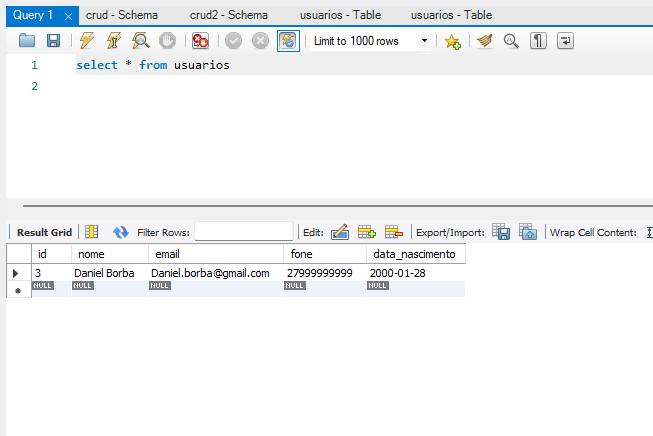 Query 1 crud - Schema crud2 - Schema usuarios - Table usuarios - Table
Limit to 1000 rows
1 select * from usuarios
2
Result Grid Filter Rows: Edit: Export/Import: Wrap Cell Content:
id nome email fone data_nascimento
3 Daniel Borba Daniel.borba@gmail.com 27999999999 2000-01-28
NULL NULL NULL NULL NULL